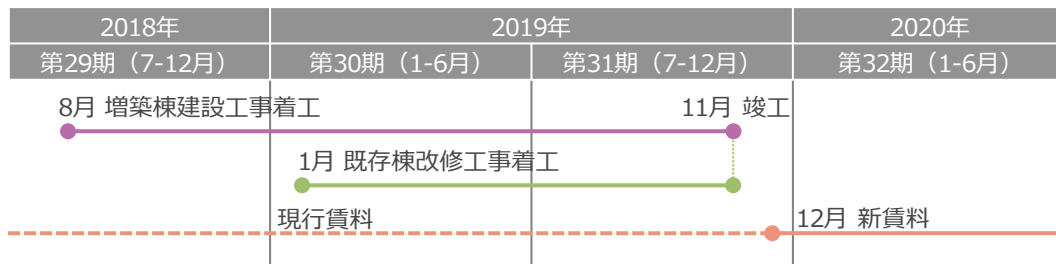 2018年 2019年 2020年
第29期（7-12月） 第30期（1-6月） 第31期（7-12月） 第32期（1-6月）
8月 増築棟建設工事着工 11月 竣工
1月 既存棟改修工事着工
現行賃料 12月 新賃料